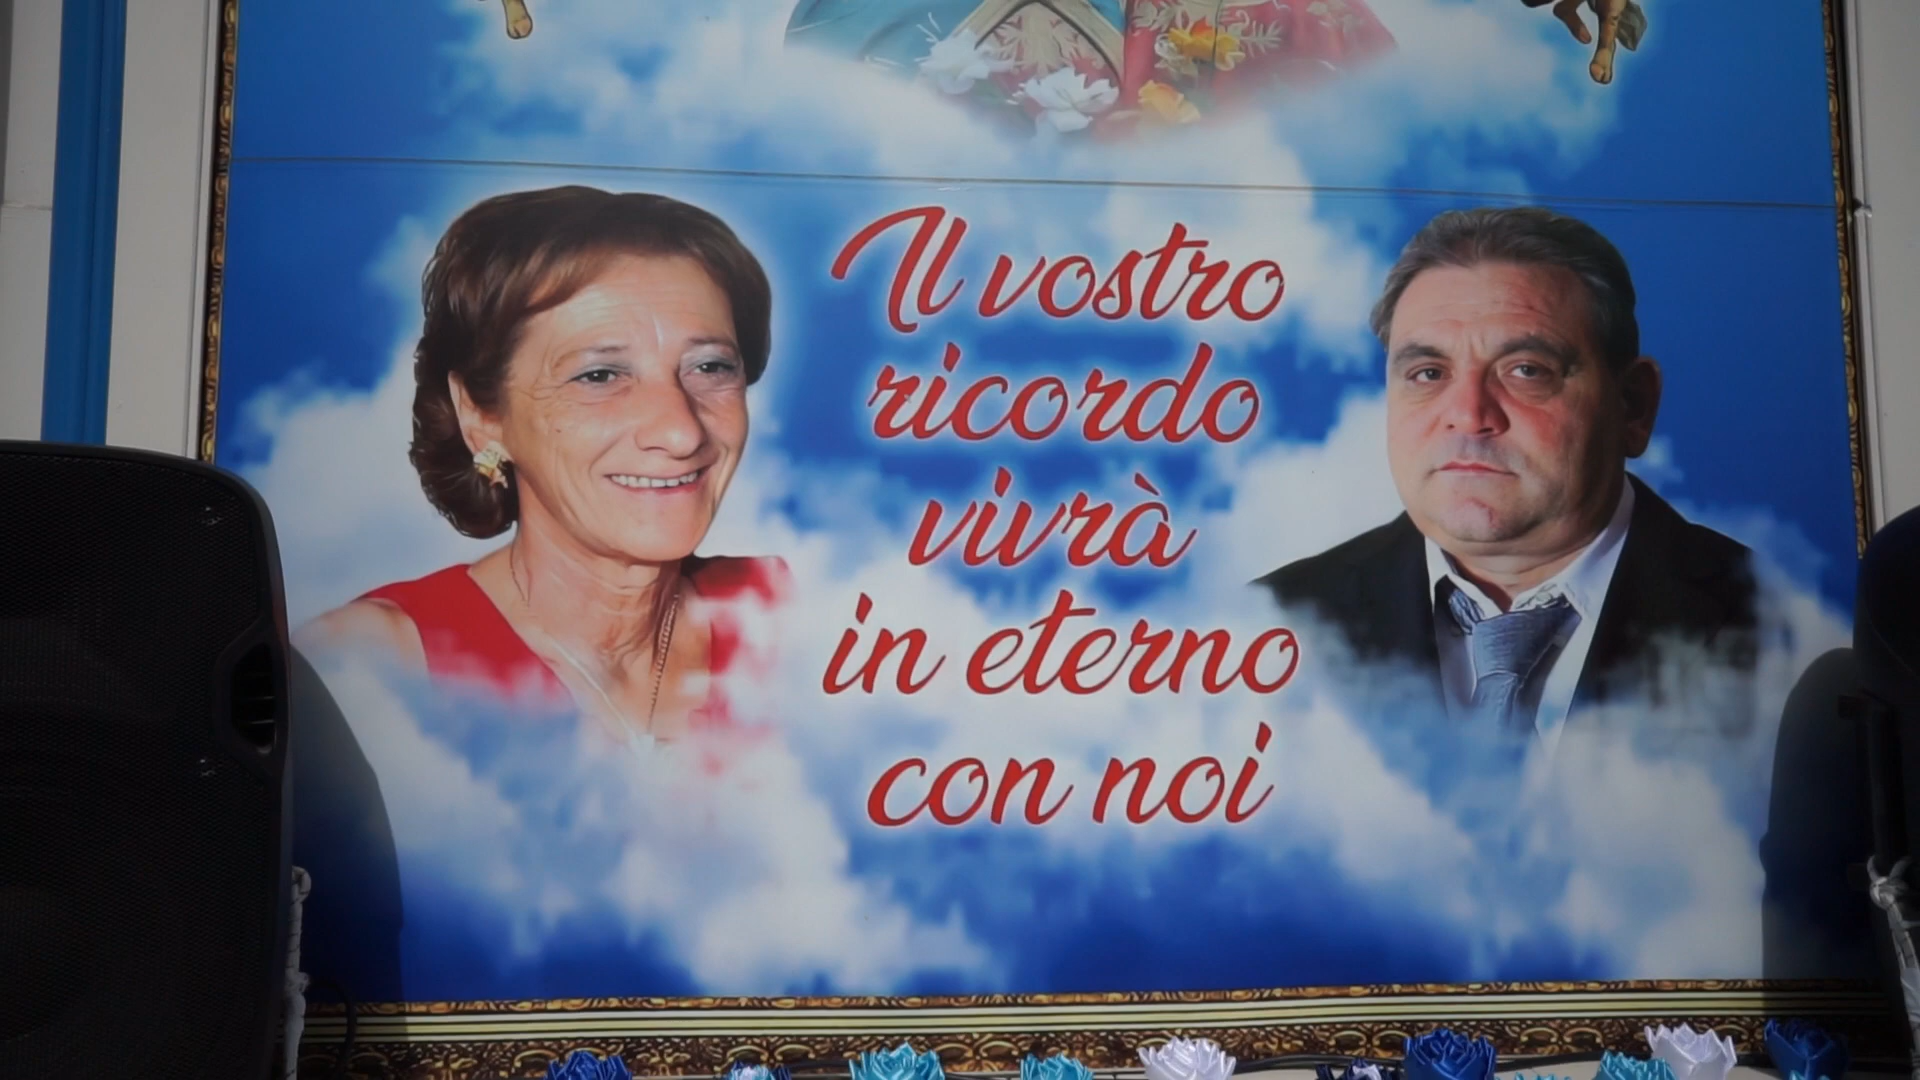 Il vostro
ricordo
vivrà
in eterno
con noi